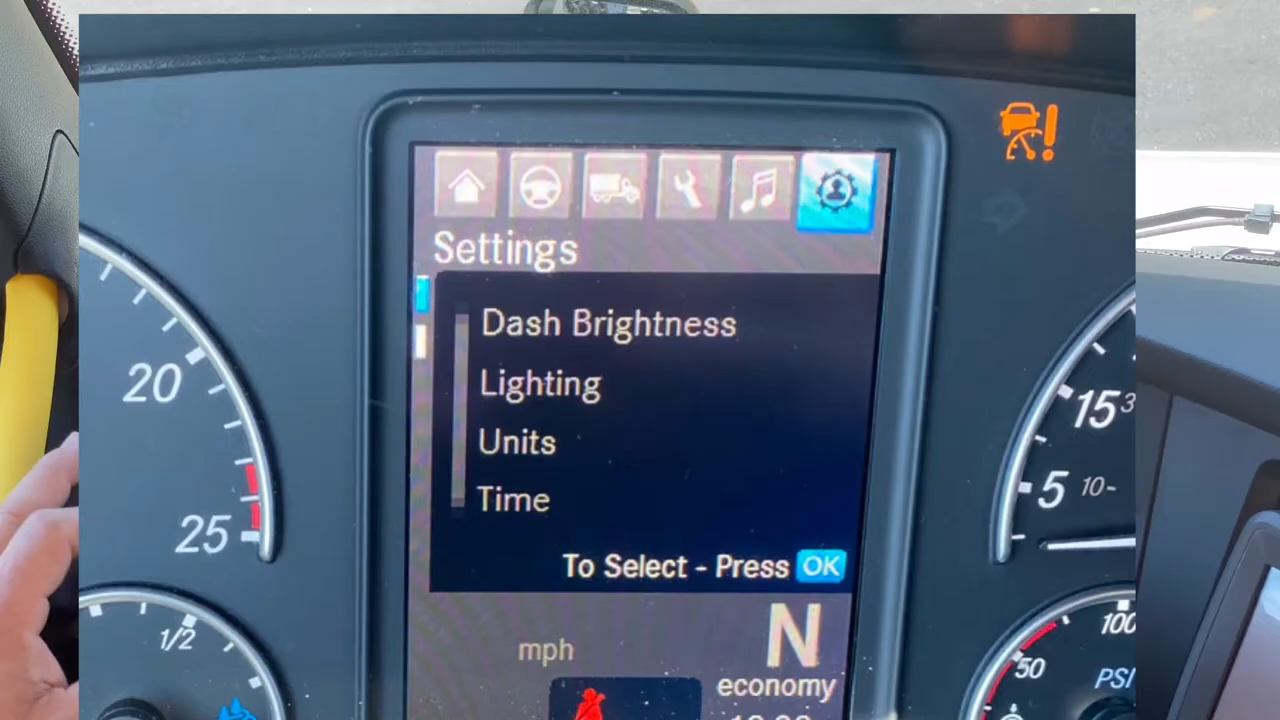 Settings
Dash Brightness
Lighting
Units
Time
To Select - Press OK
mph
N
economy
20
25
1/2
15
5
10-
100
50
PSI